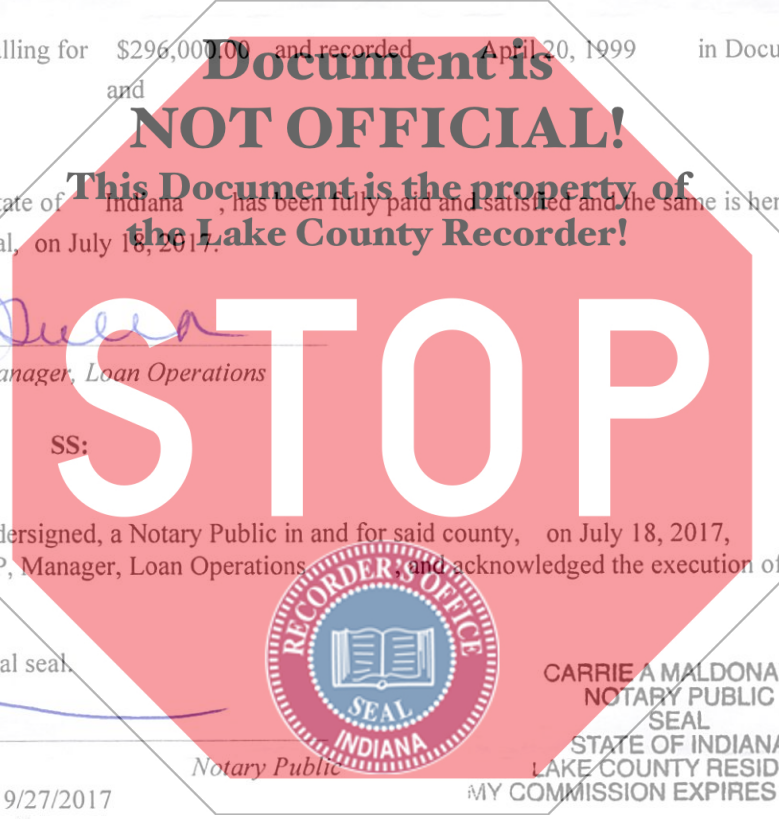 lling for $296,000.00 and recorded April 20, 1999 in Docu
and
Document is
NOT OFFICIAL!
This Document is the property of
the Lake County Recorder!
ate of Indiana , has been fully paid and satisfied and the same is her
al, on July 18, 2017.
anager, Loan Operations
STOP
SS:
dersigned, a Notary Public in and for said county, on July 18, 2017,
P, Manager, Loan Operations , and acknowledged the execution of
RECORDER'S OFFICE
SEAL
INDIANA
al seal.
Notary Public
9/27/2017
CARRIE A MALDONA
NOTARY PUBLIC
SEAL
STATE OF INDIANA
LAKE COUNTY RESID
MY COMMISSION EXPIRES